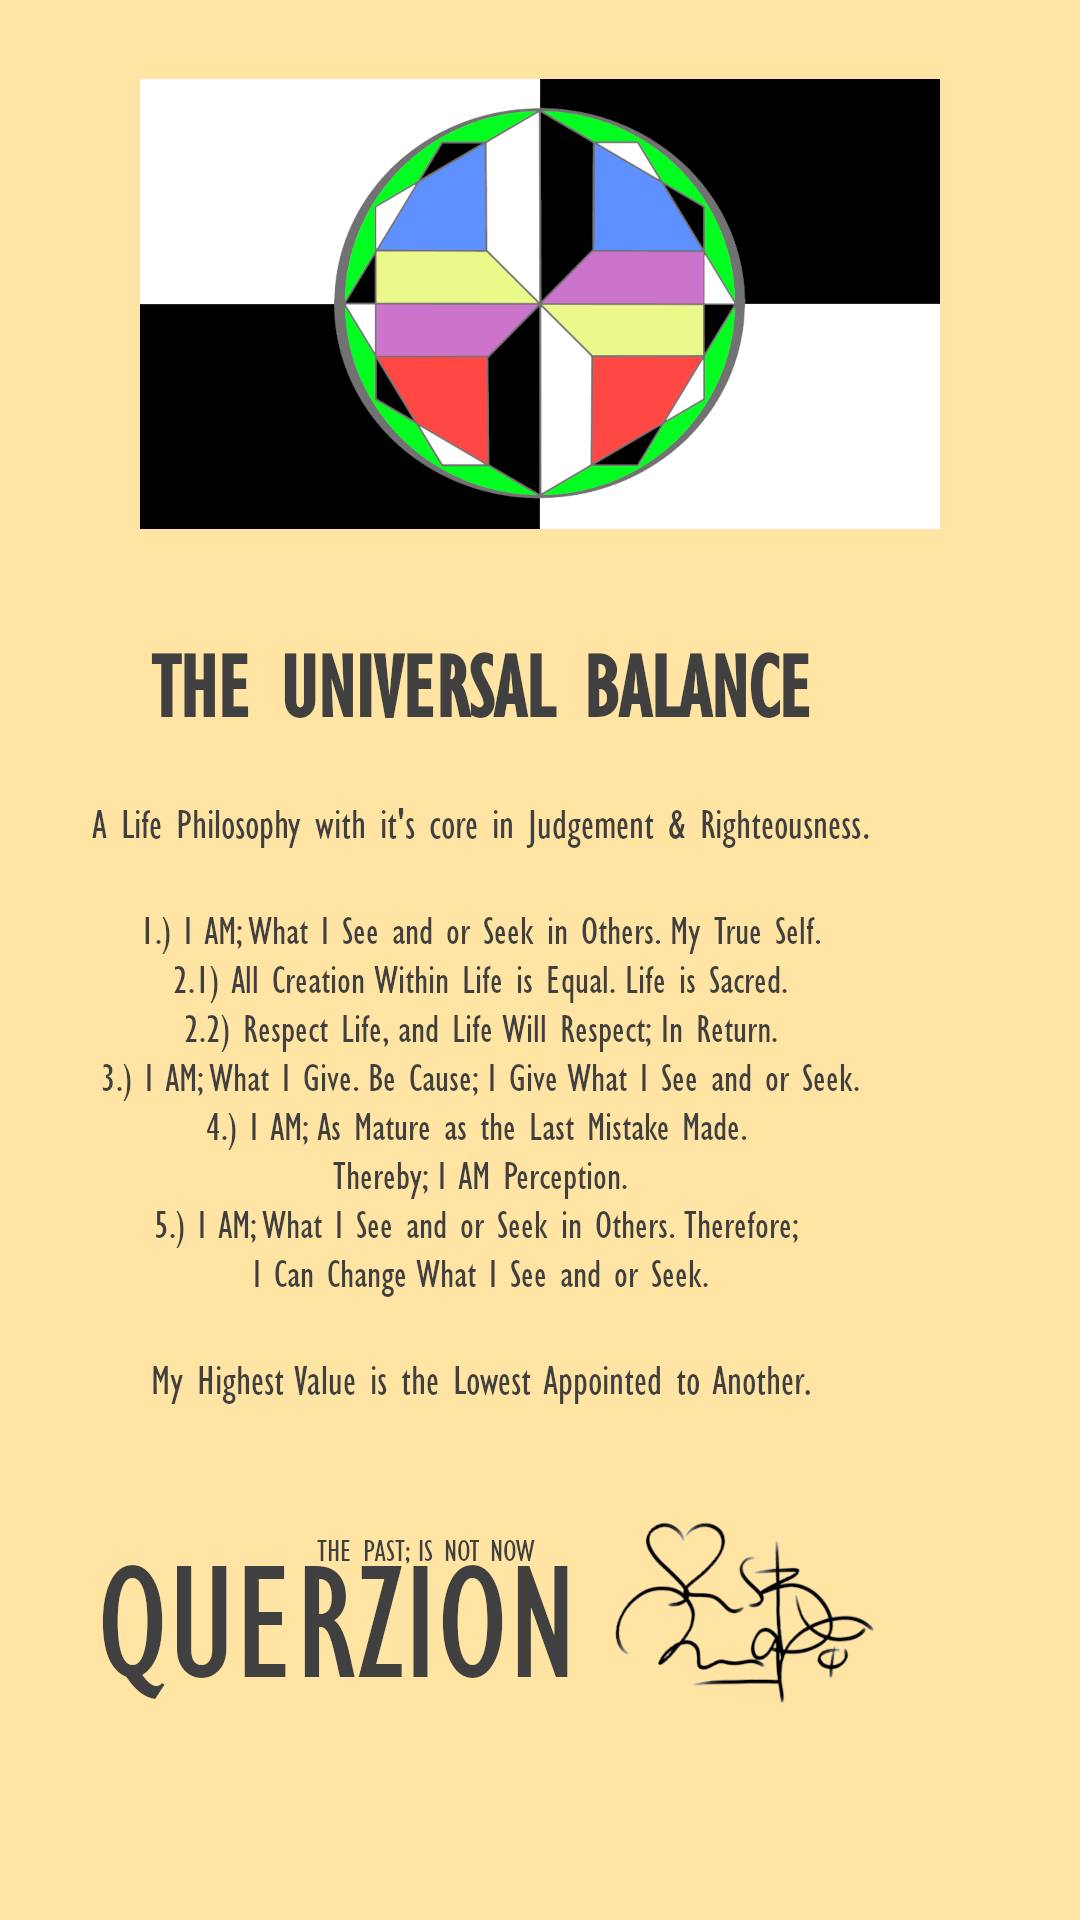 THE UNIVERSAL BALANCE
A Life Philosophy with it's core in Judgement & Righteousness.
1.) I AM; What I See and or Seek in Others. My True Self.
2.1) All Creation Within Life is Equal. Life is Sacred.
2.2) Respect Life, and Life Will Respect; In Return.
3.) I AM; What I Give. Be Cause; I Give What I See and or Seek.
4.) I AM; As Mature as the Last Mistake Made.
Thereby; I AM Perception.
5.) I AM; What I See and or Seek in Others. Therefore;
I Can Change What I See and or Seek.
My Highest Value is the Lowest Appointed to Another.
THE PAST; IS NOT NOW
QUERZION